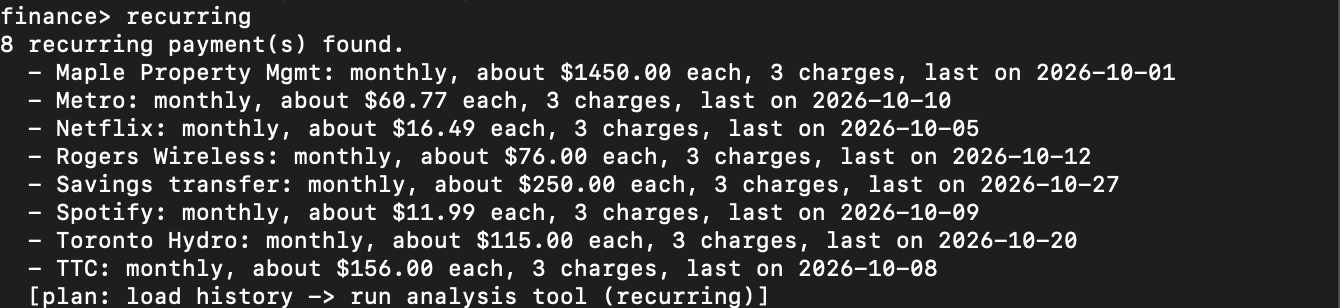 finance> recurring
8 recurring payment(s) found.
– Maple Property Mgmt: monthly, about $1450.00 each, 3 charges, last on 2026-10-01
– Metro: monthly, about $60.77 each, 3 charges, last on 2026-10-10
– Netflix: monthly, about $16.49 each, 3 charges, last on 2026-10-05
– Rogers Wireless: monthly, about $76.00 each, 3 charges, last on 2026-10-12
– Savings transfer: monthly, about $250.00 each, 3 charges, last on 2026-10-27
– Spotify: monthly, about $11.99 each, 3 charges, last on 2026-10-09
– Toronto Hydro: monthly, about $115.00 each, 3 charges, last on 2026-10-20
– TTC: monthly, about $156.00 each, 3 charges, last on 2026-10-08
[plan: load history -> run analysis tool (recurring)]